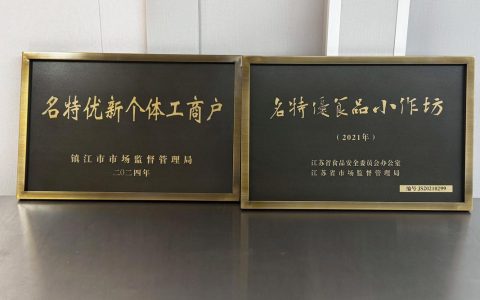 名特优新个体工商户
镇江市市场监督管理局
二〇二四年
名特優食品小作坊
(2021年)
江苏省食品安全委员会办公室
江苏省市场监督管理局
编号:JS20210299